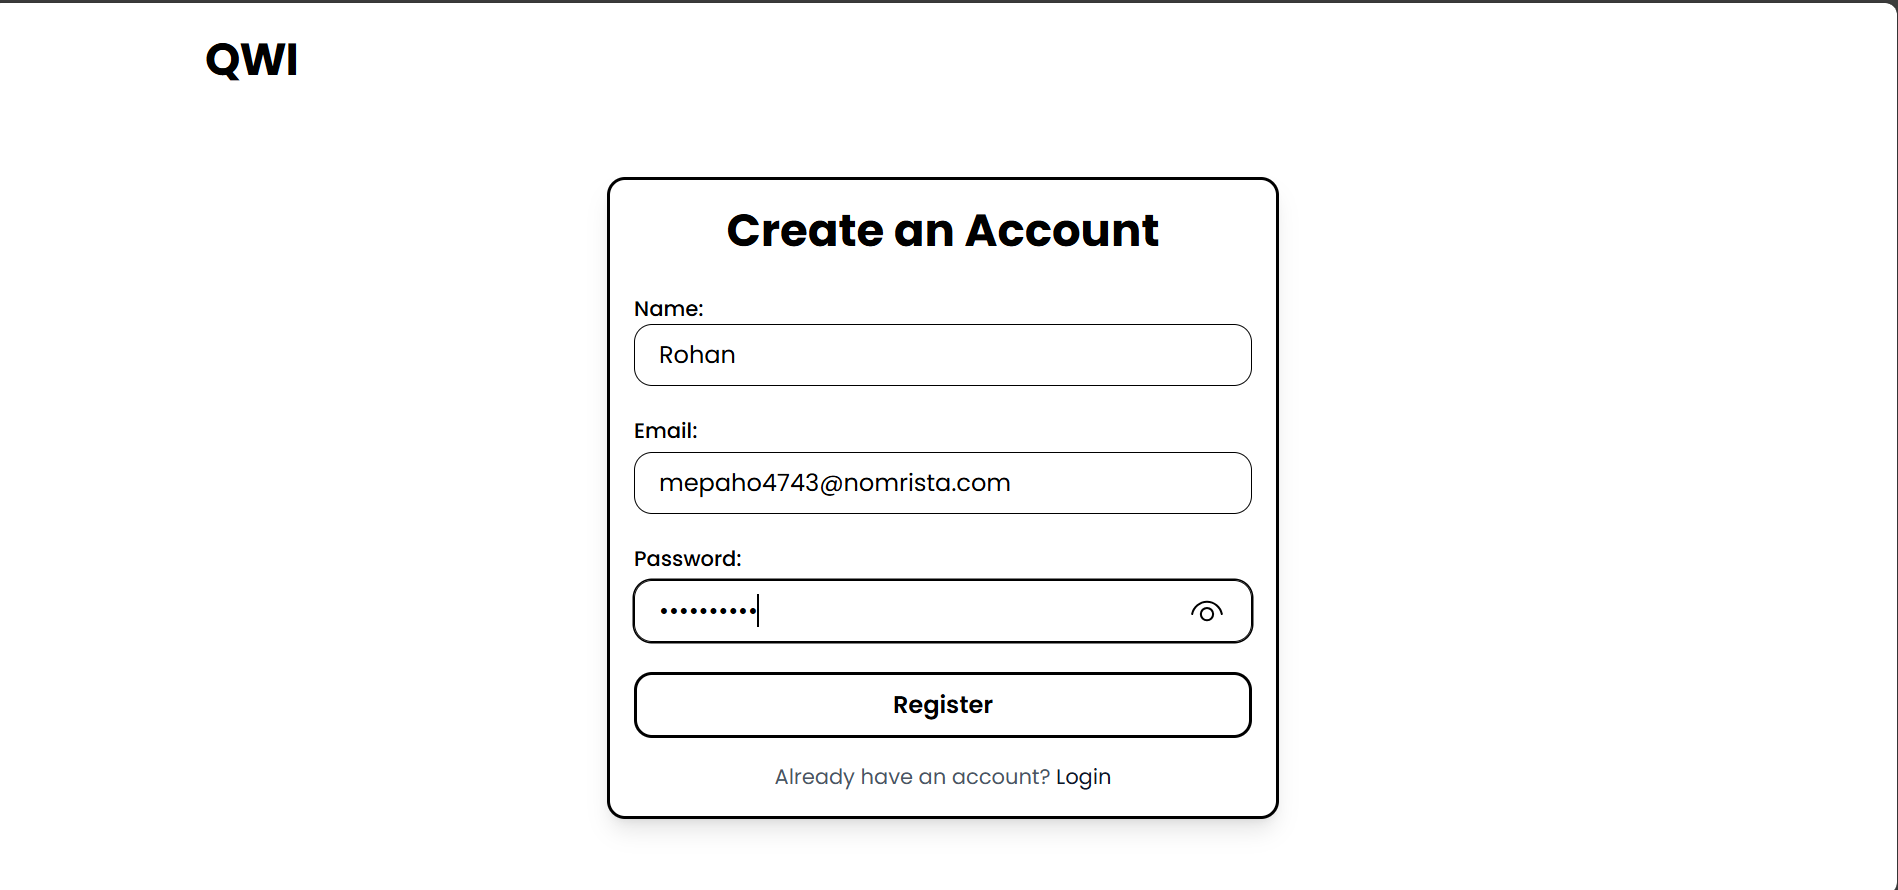 QWI
Create an Account
Name:
Rohan
Email:
mepaho4743@nomrista.com
Password:
••••••••••
Register
Already have an account? Login